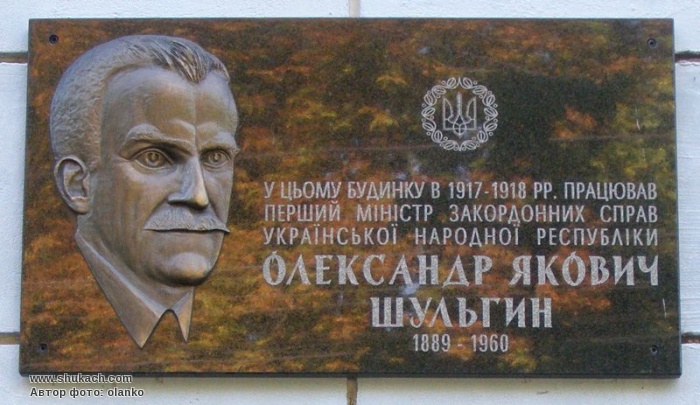 У ЦЬОМУ БУДИНКУ В 1917-1918 РР. ПРАЦЮВАВ
ПЕРШИЙ МІНІСТР ЗАКОРДОННИХ СПРАВ
УКРАЇНСЬКОЇ НАРОДНОЇ РЕСПУБЛІКИ
ОЛЕКСАНДР ЯКОВИЧ
ШУЛЬГИН
1889 - 1960
www.shukach.com
Автор фото: olanko